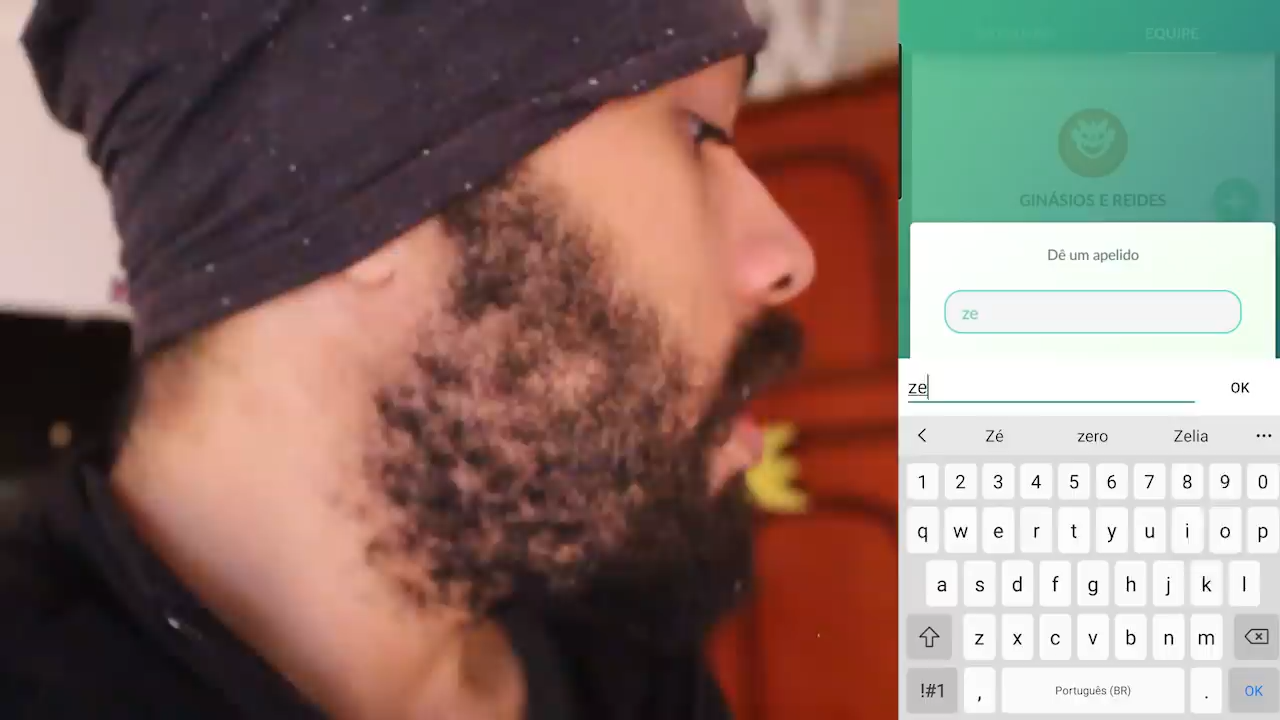 EQUIPE
GINÁSIOS E REIDES
Dê um apelido
ze
ze OK
Zé zero Zelia
1 2 3 4 5 6 7 8 9 0
q w e r t y u i o p
a s d f g h j k l
z x c v b n m
!#1 , Português (BR) . OK